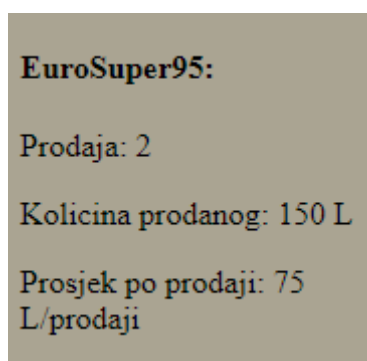 EuroSuper95:
Prodaja: 2
Kolicina prodanog: 150 L
Prosjek po prodaji: 75
L/prodaji